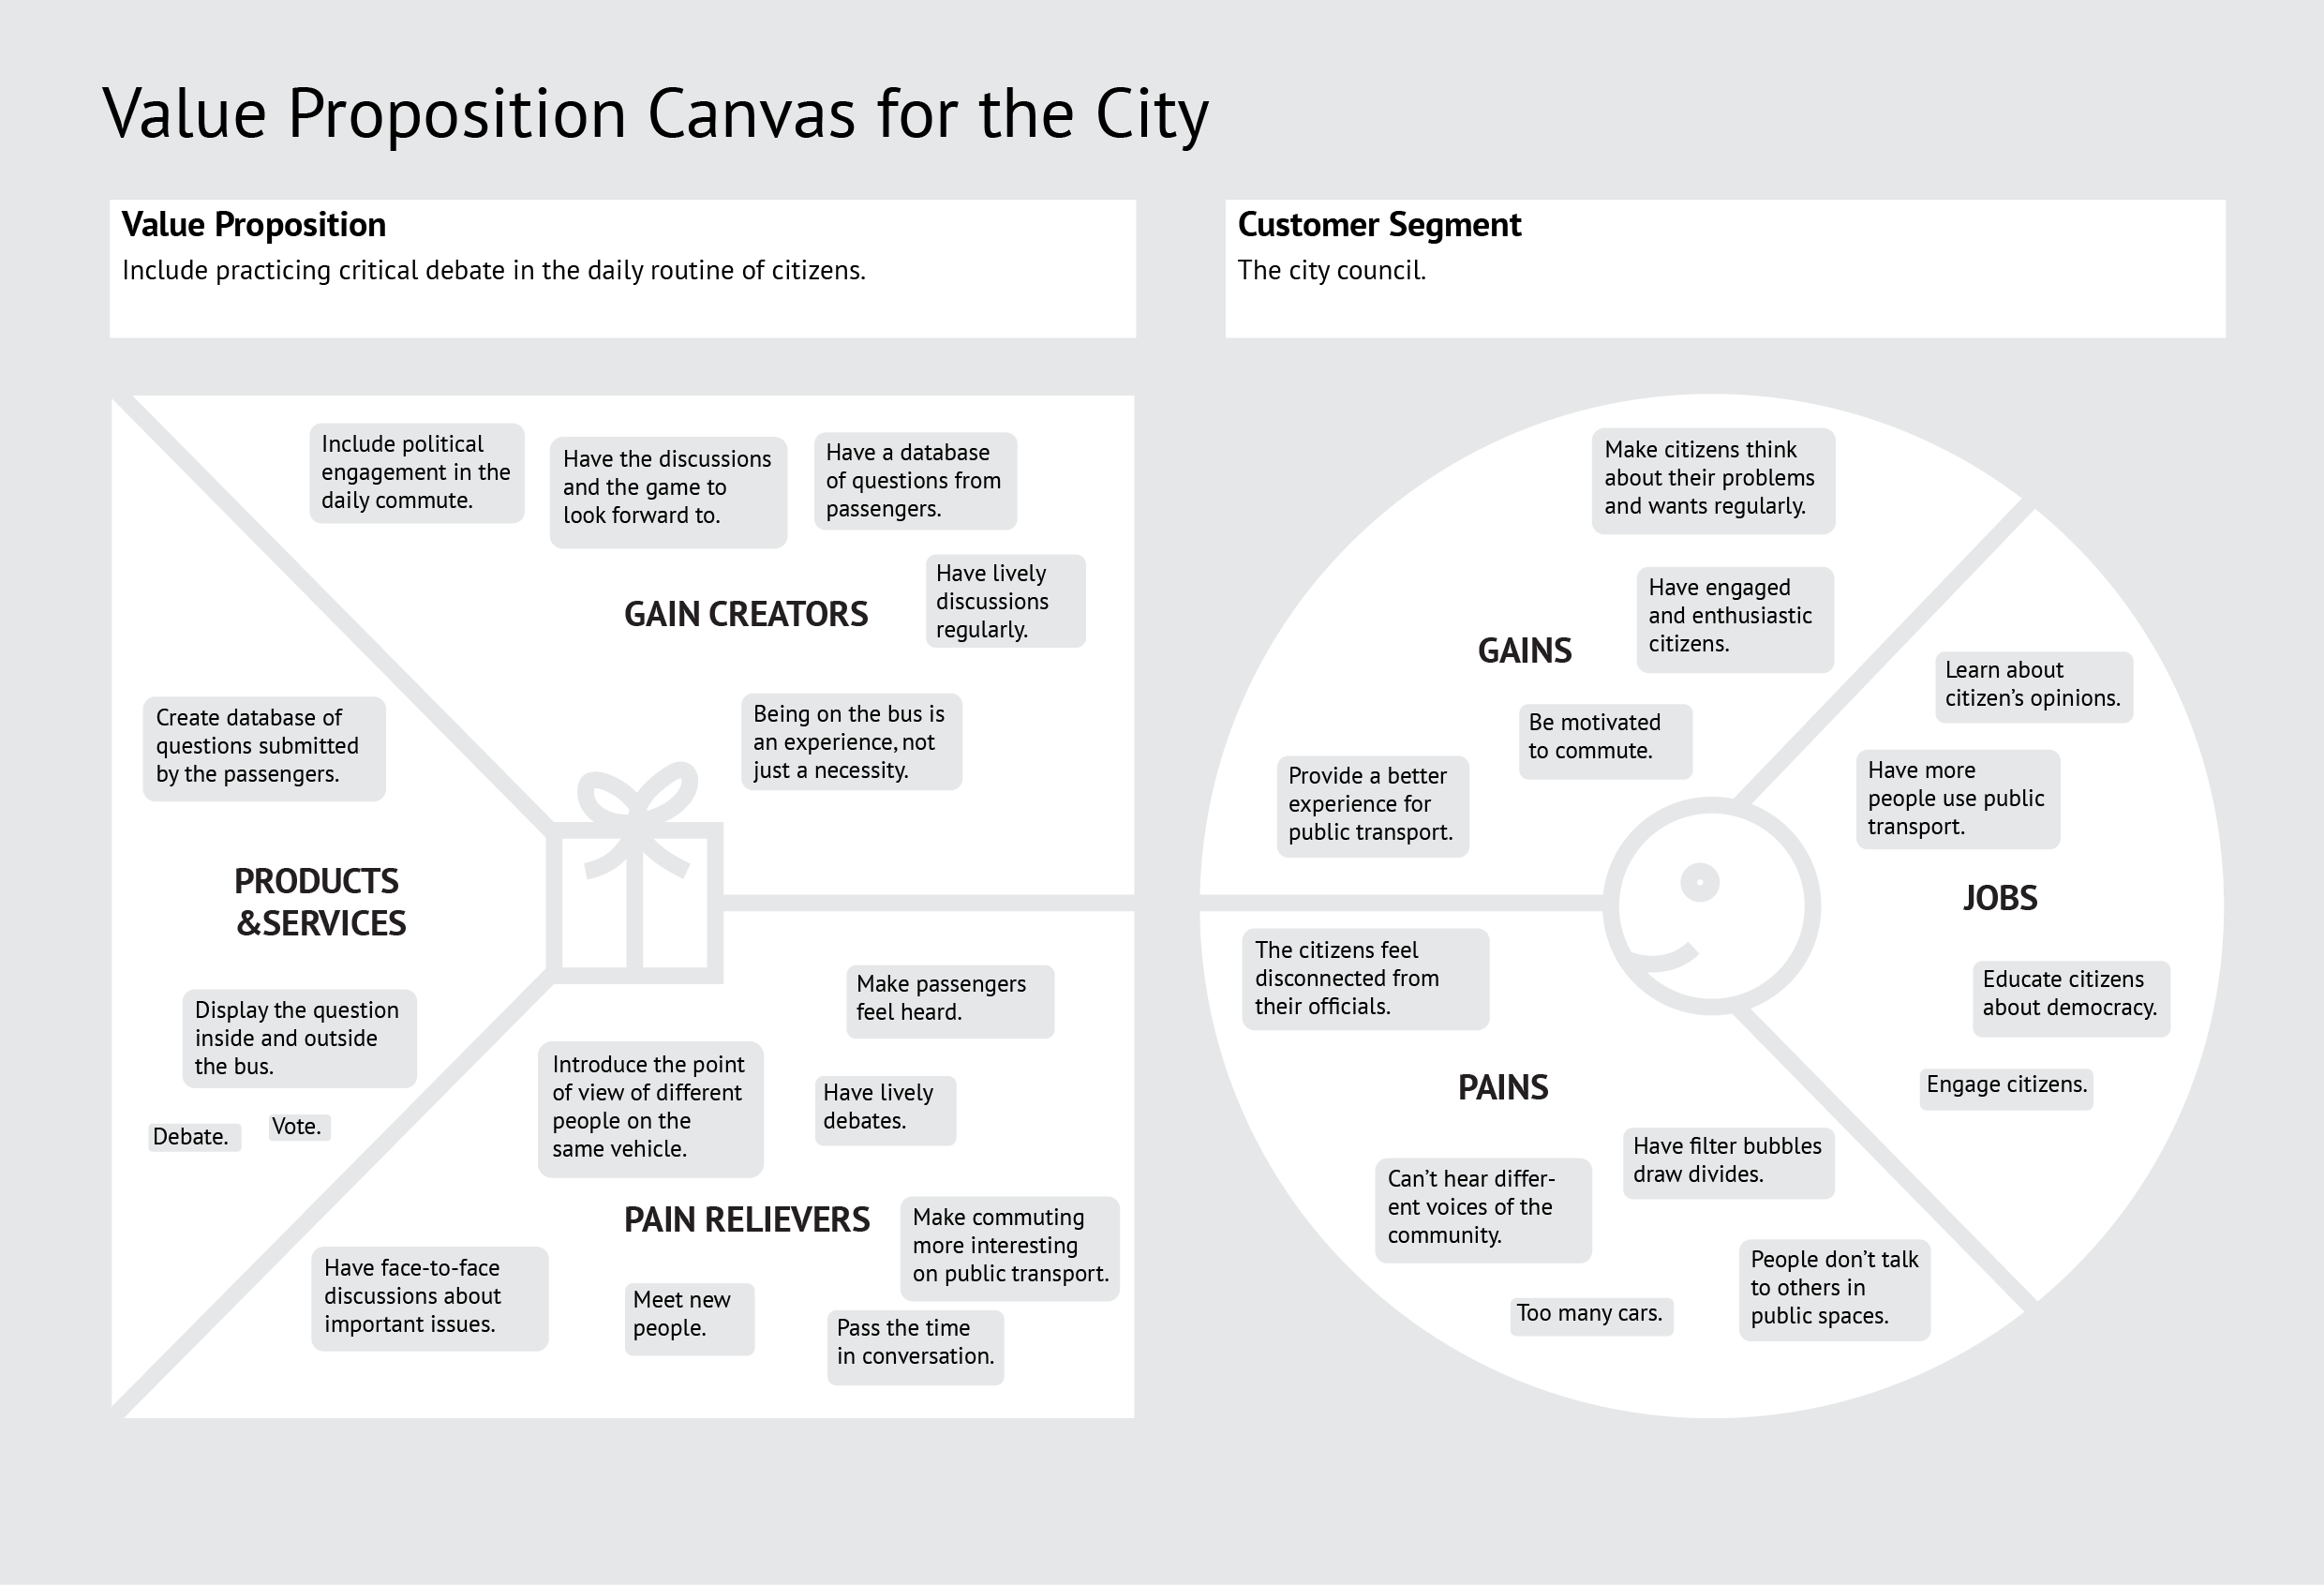 Value Proposition Canvas for the City
Value Proposition
Include practicing critical debate in the daily routine of citizens.
Customer Segment
The city council.
Include political
engagement in the
daily commute.
Have the discussions
and the game to
look forward to.
Have a database
of questions from
passengers.
Have lively
discussions
regularly.
GAIN CREATORS
Being on the bus is
an experience, not
just a necessity.
Create database of
questions submitted
by the passengers.
PRODUCTS
&SERVICES
Display the question
inside and outside
the bus.
Debate.
Vote.
Make passengers
feel heard.
Introduce the point
of view of different
people on the
same vehicle.
Have lively
debates.
PAIN RELIEVERS
Make commuting
more interesting
on public transport.
Have face-to-face
discussions about
important issues.
Meet new
people.
Pass the time
in conversation.
Make citizens think
about their problems
and wants regularly.
Have engaged
and enthusiastic
citizens.
GAINS
Be motivated
to commute.
Provide a better
experience for
public transport.
Learn about
citizen’s opinions.
Have more
people use public
transport.
JOBS
Educate citizens
about democracy.
Engage citizens.
The citizens feel
disconnected from
their officials.
PAINS
Have filter bubbles
draw divides.
Can’t hear differ-
ent voices of the
community.
People don’t talk
to others in
public spaces.
Too many cars.